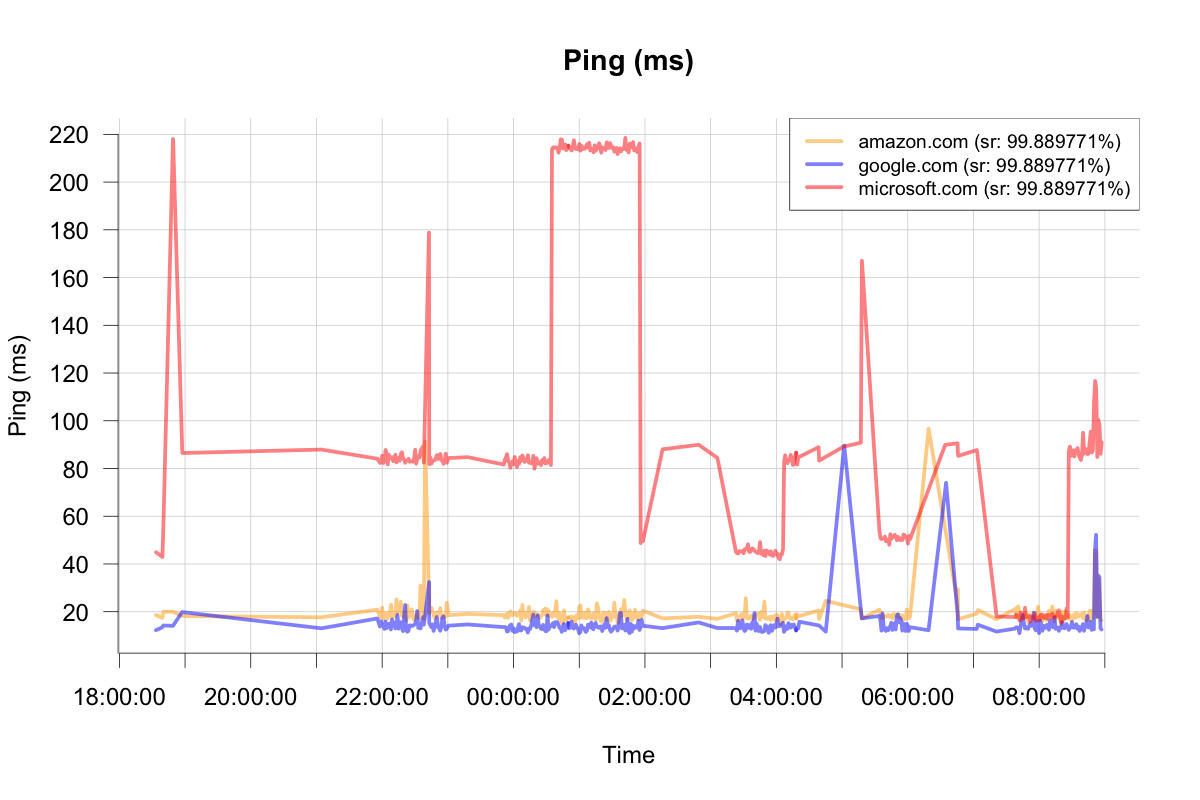 Ping (ms)
amazon.com (sr: 99.889771%)
google.com (sr: 99.889771%)
microsoft.com (sr: 99.889771%)
220
200
180
160
140
120
100
80
60
40
20
Ping (ms)
18:00:00 20:00:00 22:00:00 00:00:00 02:00:00 04:00:00 06:00:00 08:00:00
Time